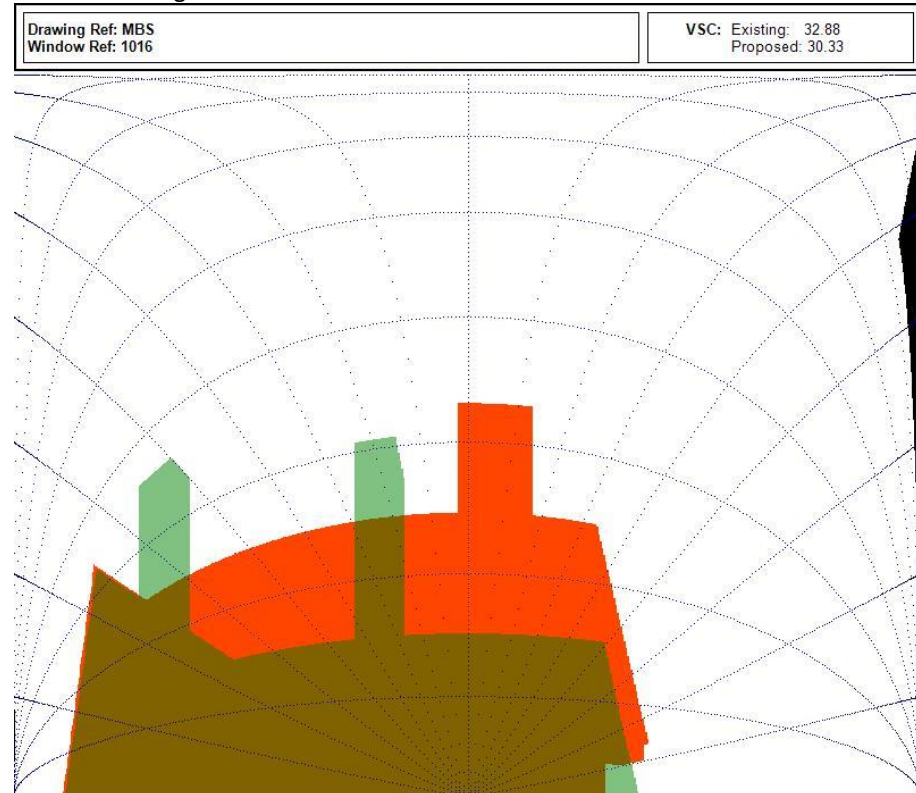 Drawing Ref: MBS
Window Ref: 1016
VSC: Existing: 32.88
Proposed: 30.33